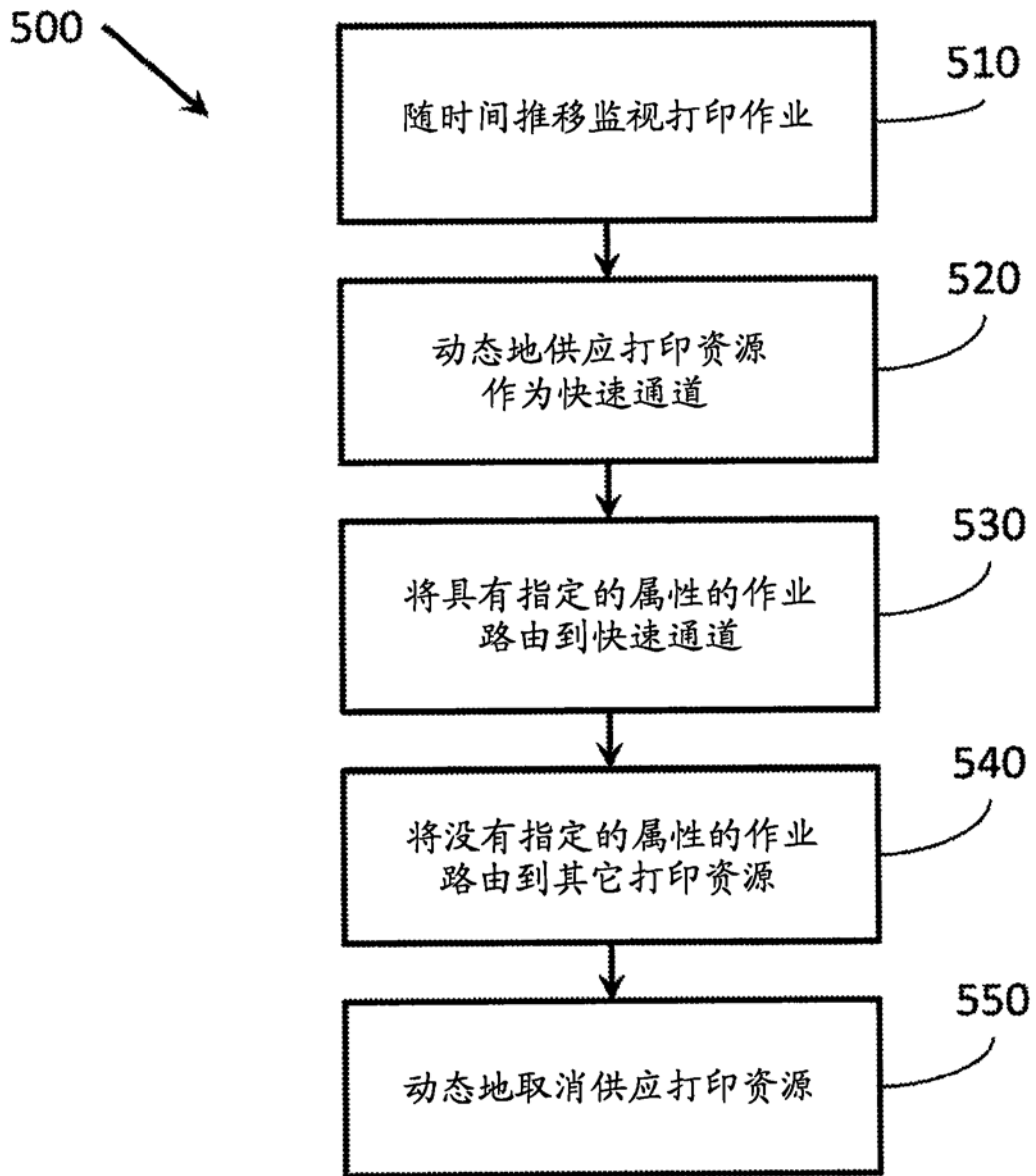 500
随时间推移监视打印作业
510
动态地供应打印资源
作为快速通道
520
将具有指定的属性的作业
路由到快速通道
530
将没有指定的属性的作业
路由到其它打印资源
540
动态地取消供应打印资源
550